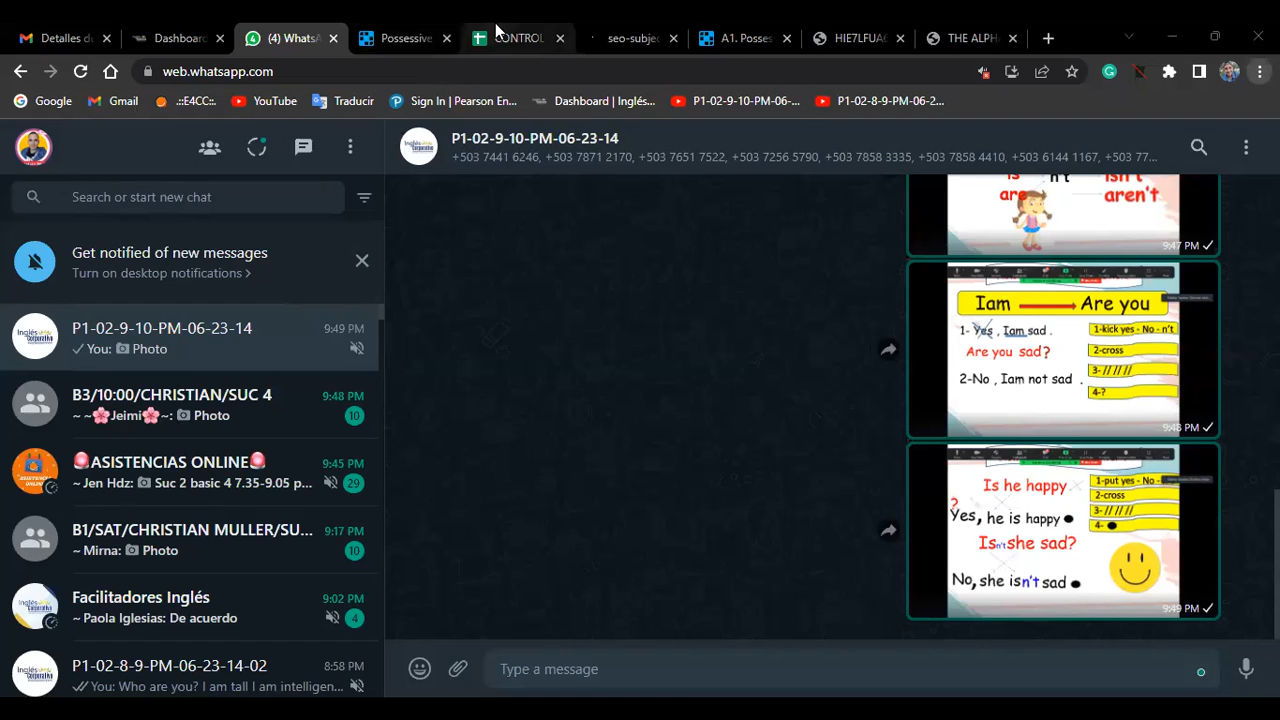 Detalles du
Dashboard
(4) WhatsA
Possessive
CONTROL
seo-subjec
A1. Posses
HIE7LFUA6
THE ALPHA
web.whatsapp.com
Google
Gmail
.::E4CC::.
YouTube
Traducir
Sign In | Pearson En...
Dashboard | Inglés...
P1-02-9-10-PM-06-...
P1-02-8-9-PM-06-2...
P1-02-9-10-PM-06-23-14
+503 7441 6246, +503 7871 2170, +503 7651 7522, +503 7256 5790, +503 7858 3335, +503 7858 4410, +503 6144 1167, +503 77...
Search or start new chat
Get notified of new messages
Turn on desktop notifications >
P1-02-9-10-PM-06-23-14
9:49 PM
You: Photo
B3/10:00/CHRISTIAN/SUC 4
9:48 PM
~ ~🌸Jeimi🌸~: Photo
10
🚨ASISTENCIAS ONLINE🚨
9:45 PM
~ Jen Hdz: Suc 2 basic 4 7.35-9.05 p...
29
B1/SAT/CHRISTIAN MULLER/SU...
9:17 PM
~ Mirna: Photo
10
Facilitadores Inglés
9:02 PM
~ Paola Iglesias: De acuerdo
4
P1-02-8-9-PM-06-23-14-02
8:58 PM
You: Who are you? I am tall I am intelligen...
is n't isn't
are aren't
9:47 PM
Iam Are you
1- Yes , Iam sad .
Are you sad?
2-No , Iam not sad .
1-kick yes - No - n't
2-cross
3- // // //
4-?
9:48 PM
Is he happy
?
Yes, he is happy
Isn't she sad?
No, she isn't sad
1-put yes - No -
2-cross
3- // // //
4-
9:49 PM
Type a message